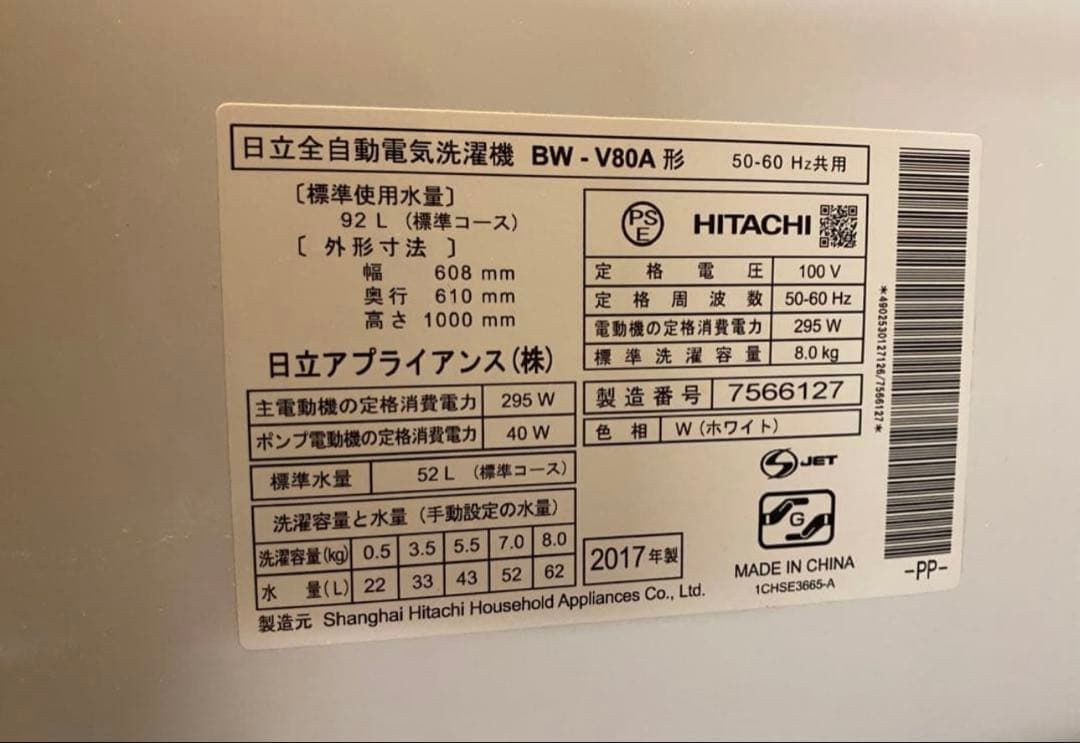 日立全自動電気洗濯機 BW - V80A 形 50-60 Hz共用
〔標準使用水量〕
92 L (標準コース)
〔 外形寸法 〕
幅 608 mm
奥行 610 mm
高さ 1000 mm
日立アプライアンス(株)
主電動機の定格消費電力 295 W
ポンプ電動機の定格消費電力 40 W
標準水量 52 L (標準コース)
洗濯容量と水量(手動設定の水量)
洗濯容量(kg) 0.5 3.5 5.5 7.0 8.0
水 量(L) 22 33 43 52 62
製造元 Shanghai Hitachi Household Appliances Co., Ltd.
PS
E
HITACHI
定格電圧 100 V
定格周波数 50-60 Hz
電動機の定格消費電力 295 W
標準洗濯容量 8.0 kg
製造番号 7566127
色相 W (ホワイト)
S JET
G
2017年製
MADE IN CHINA
1CHSE3665-A
*4902530127126/7566127*
-PP-